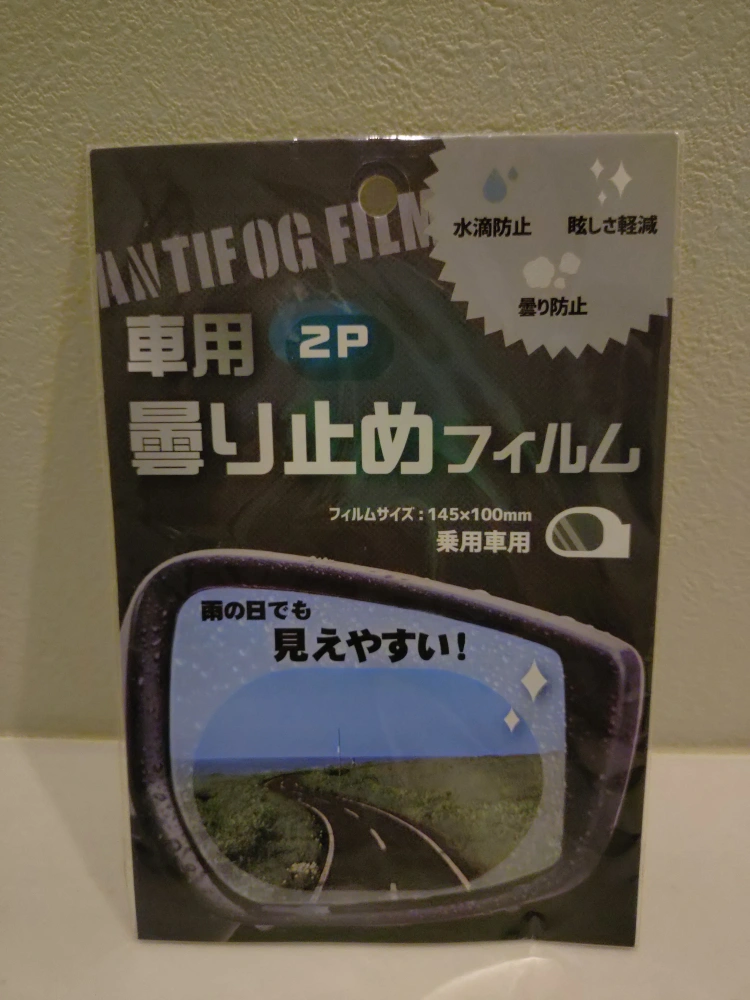 ANTIFOG FILM
水滴防止
眩しさ軽減
曇り防止
車用 2P
曇り止めフィルム
フィルムサイズ：145×100mm
乗用車用
雨の日でも
見えやすい！